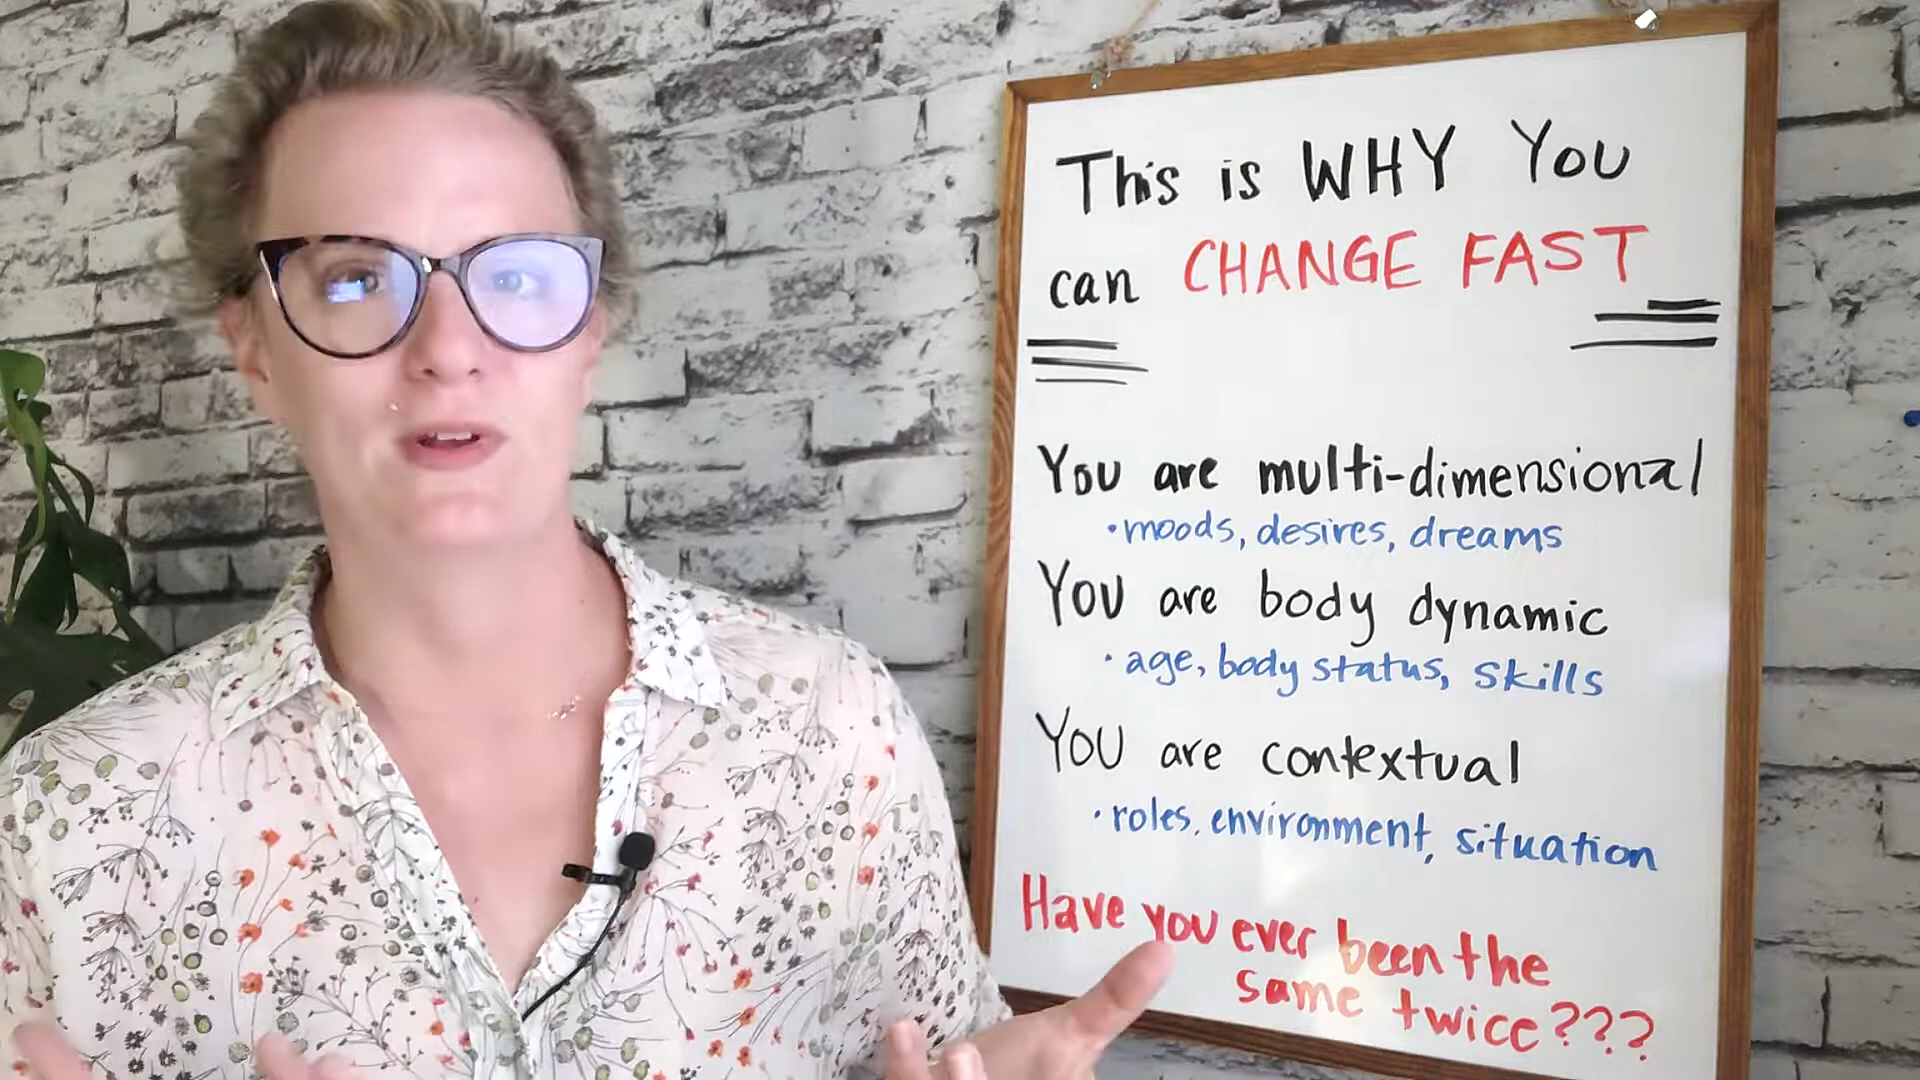 This is WHY You
can CHANGE FAST
You are multi-dimensional
• moods, desires, dreams
You are body dynamic
• age, body status, skills
You are contextual
• roles, environment, situation
Have you ever been the
same twice???